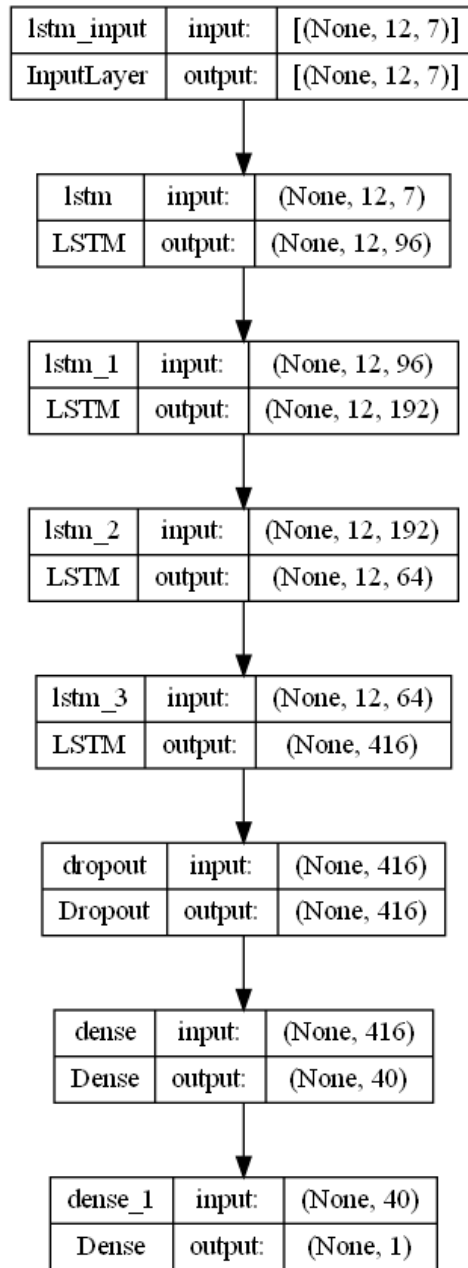 lstm_input input: [(None, 12, 7)]
InputLayer output: [(None, 12, 7)]
lstm input: (None, 12, 7)
LSTM output: (None, 12, 96)
lstm_1 input: (None, 12, 96)
LSTM output: (None, 12, 192)
lstm_2 input: (None, 12, 192)
LSTM output: (None, 12, 64)
lstm_3 input: (None, 12, 64)
LSTM output: (None, 416)
dropout input: (None, 416)
Dropout output: (None, 416)
dense input: (None, 416)
Dense output: (None, 40)
dense_1 input: (None, 40)
Dense output: (None, 1)